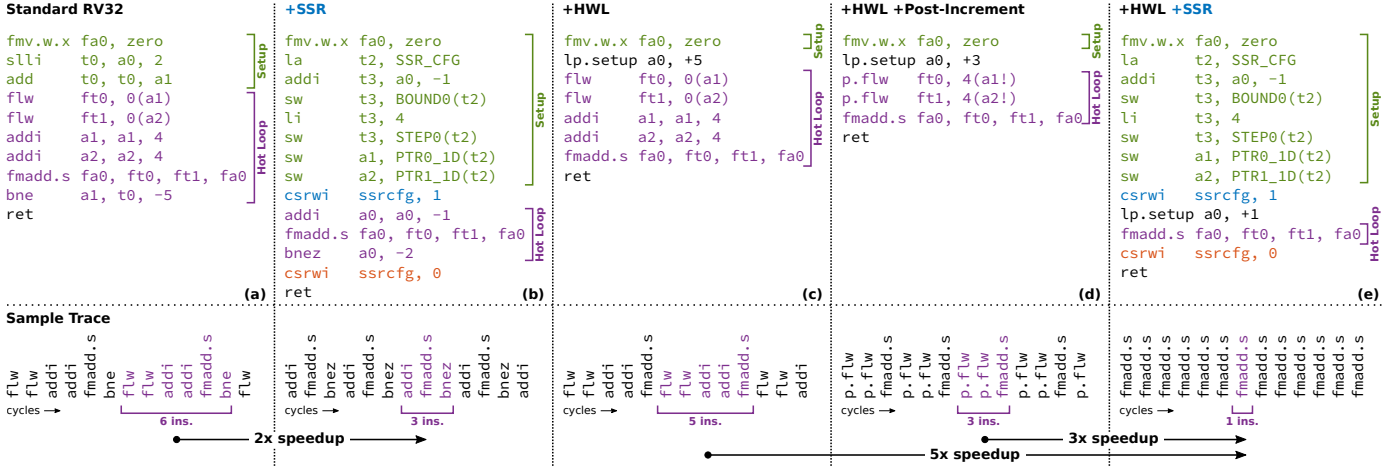 Standard RV32
fmv.w.x fa0, zero
slli t0, a0, 2
add t0, t0, a1
flw ft0, 0(a1)
flw ft1, 0(a2)
addi a1, a1, 4
addi a2, a2, 4
fmadd.s fa0, ft0, ft1, fa0
bne a1, t0, −5
ret
Setup
Hot Loop
(a)
+SSR
fmv.w.x fa0, zero
la t2, SSR_CFG
addi t3, a0, −1
sw t3, BOUND0(t2)
li t3, 4
sw t3, STEP0(t2)
sw a1, PTR0_1D(t2)
sw a2, PTR1_1D(t2)
csrwi ssrcfg, 1
addi a0, a0, −1
fmadd.s fa0, ft0, ft1, fa0
bnez a0, −2
csrwi ssrcfg, 0
ret
Setup
Hot Loop
(b)
+HWL
fmv.w.x fa0, zero
lp.setup a0, +5
flw ft0, 0(a1)
flw ft1, 0(a2)
addi a1, a1, 4
addi a2, a2, 4
fmadd.s fa0, ft0, ft1, fa0
ret
Setup
Hot Loop
(c)
+HWL +Post-Increment
fmv.w.x fa0, zero
lp.setup a0, +3
p.flw ft0, 4(a1!)
p.flw ft1, 4(a2!)
fmadd.s fa0, ft0, ft1, fa0
ret
Setup
Hot Loop
(d)
+HWL +SSR
fmv.w.x fa0, zero
la t2, SSR_CFG
addi t3, a0, −1
sw t3, BOUND0(t2)
li t3, 4
sw t3, STEP0(t2)
sw a1, PTR0_1D(t2)
sw a2, PTR1_1D(t2)
csrwi ssrcfg, 1
lp.setup a0, +1
fmadd.s fa0, ft0, ft1, fa0
csrwi ssrcfg, 0
ret
Setup
Hot Loop
(e)
Sample Trace
flw
flw
addi
addi
fmadd.s
bne
flw
flw
addi
addi
fmadd.s
bne
flw
cycles →
6 ins.
addi
fmadd.s
bnez
addi
fmadd.s
bnez
addi
fmadd.s
bnez
addi
fmadd.s
bnez
addi
cycles →
3 ins.
flw
flw
addi
addi
fmadd.s
flw
flw
addi
addi
fmadd.s
flw
flw
addi
cycles →
5 ins.
p.flw
p.flw
fmadd.s
p.flw
p.flw
fmadd.s
p.flw
p.flw
fmadd.s
p.flw
p.flw
fmadd.s
p.flw
cycles →
3 ins.
fmadd.s
fmadd.s
fmadd.s
fmadd.s
fmadd.s
fmadd.s
fmadd.s
fmadd.s
fmadd.s
fmadd.s
fmadd.s
fmadd.s
fmadd.s
cycles →
1 ins.
2x speedup
3x speedup
5x speedup